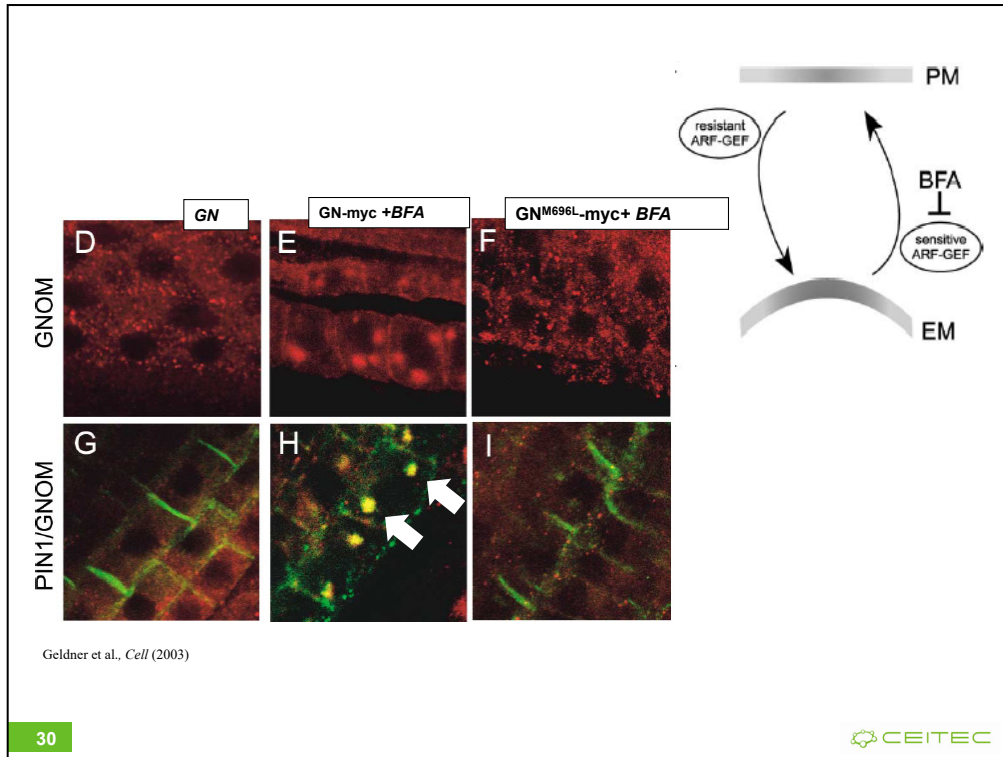 PM
resistant
ARF-GEF
BFA
sensitive
ARF-GEF
EM
GN
GN-myc +BFA
GNM696L-myc+ BFA
GNOM
D
E
F
PIN1/GNOM
G
H
I
Geldner et al., Cell (2003)
30
CEITEC